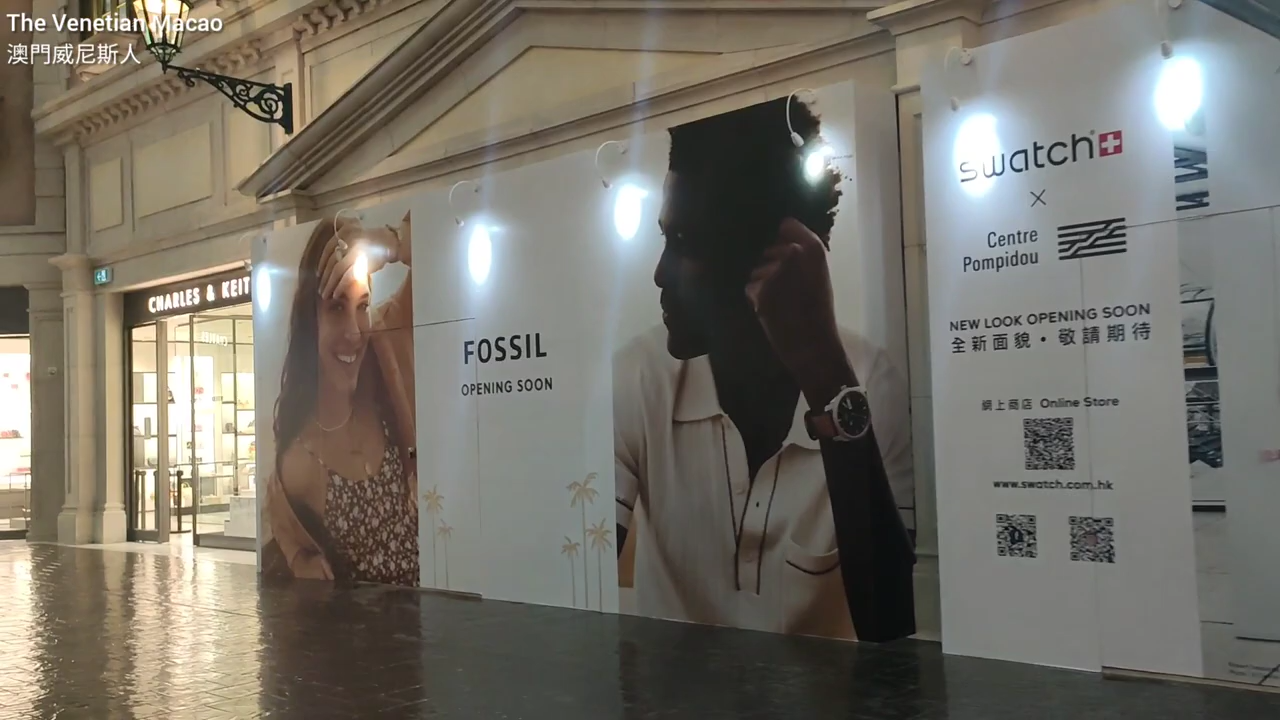 The Venetian Macao
澳門威尼斯人
CHARLES & KEIT
FOSSIL
OPENING SOON
swatch
×
Centre
Pompidou
NEW LOOK OPENING SOON
全新面貌・敬請期待
網上商店 Online Store
www.swatch.com.hk